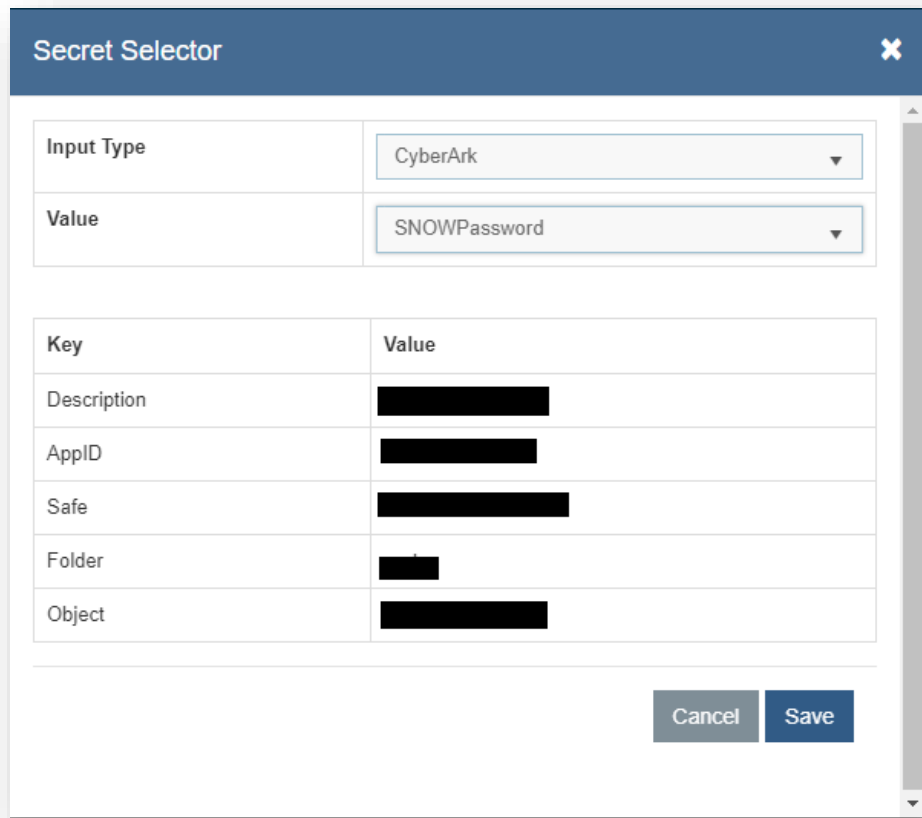 Secret Selector
Input Type
CyberArk
Value
SNOWPassword
Key Value
Description
AppID
Safe
Folder
Object
Cancel Save